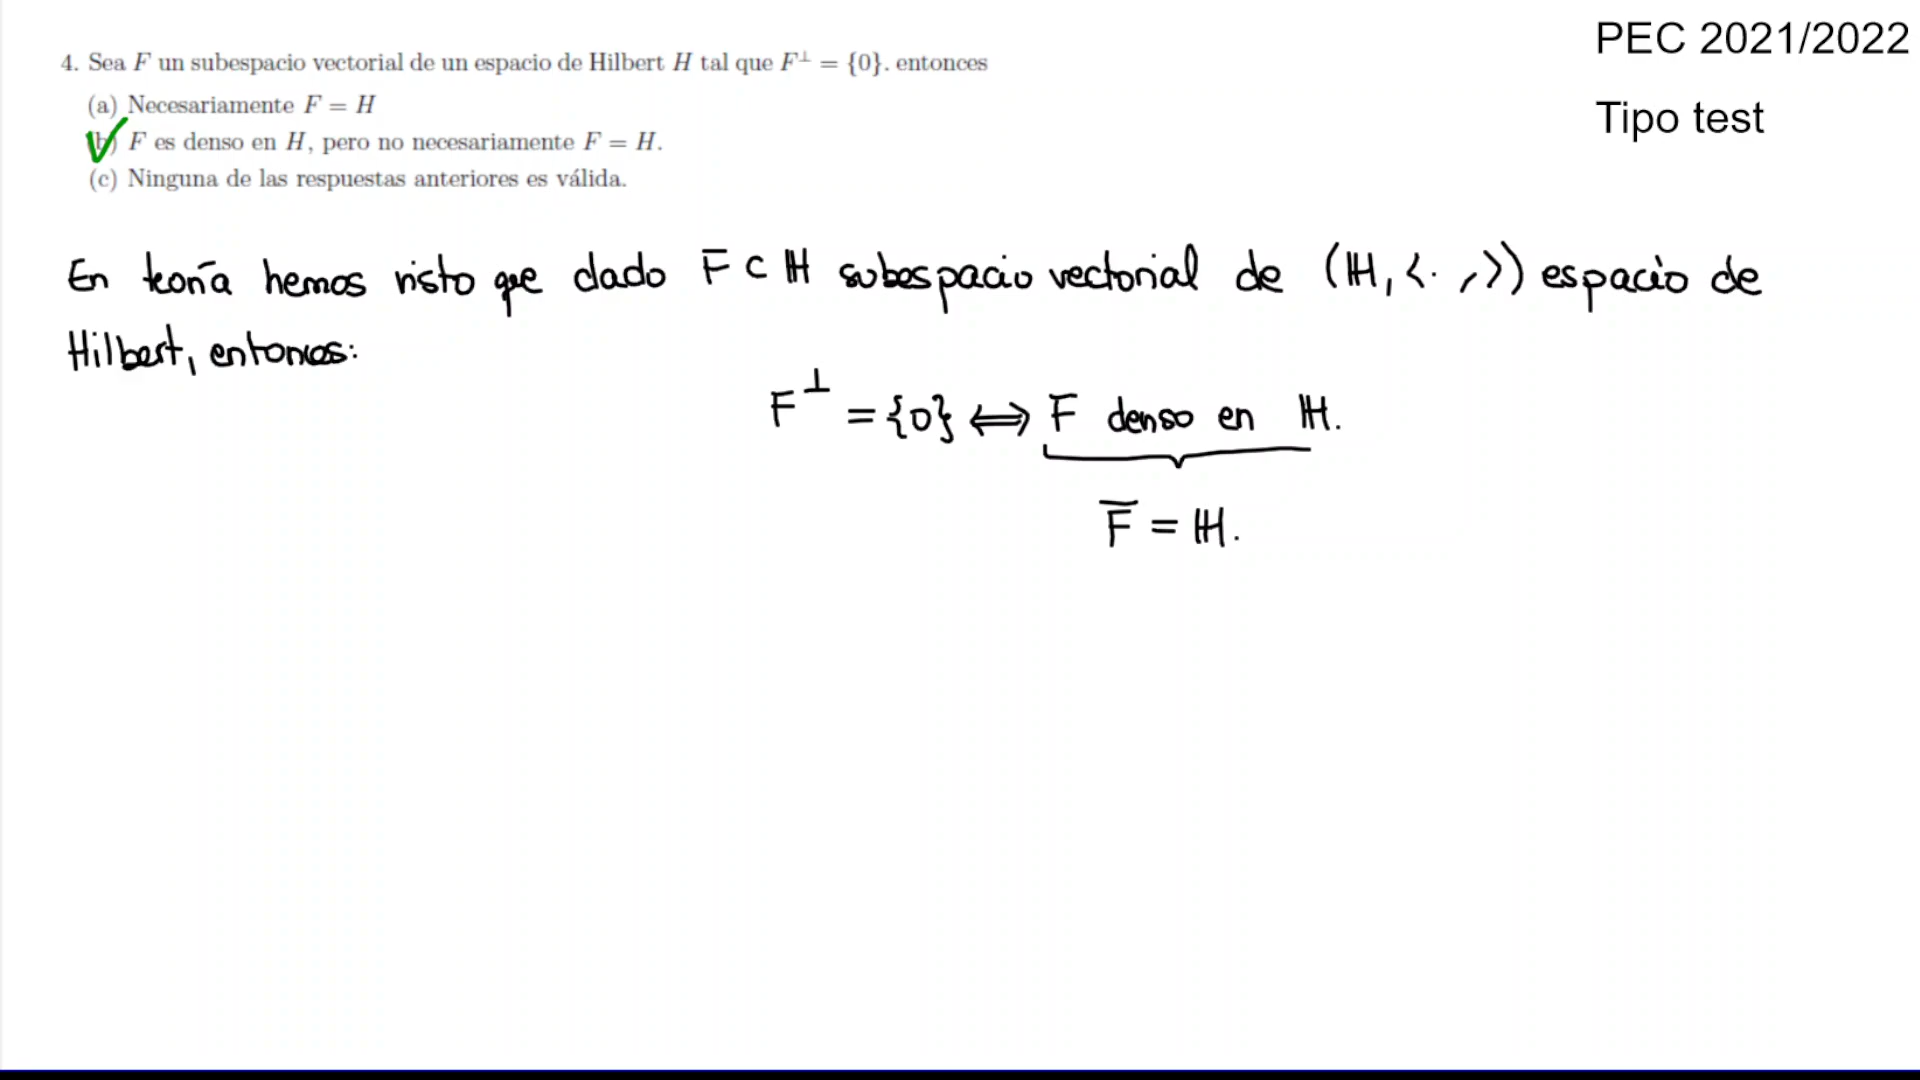 PEC 2021/2022
Tipo test
4. Sea F un subespacio vectorial de un espacio de Hilbert H tal que F⊥ = {0}. entonces
(a) Necesariamente F = H
(b) F es denso en H, pero no necesariamente F = H.
(c) Ninguna de las respuestas anteriores es válida.
En teoría hemos visto que dado F ⊂ ℍ subespacio vectorial de (ℍ, <· , >) espacio de
Hilbert, entonces:
F⊥ = {0} ⟺ F denso en ℍ.
F̅ = ℍ.